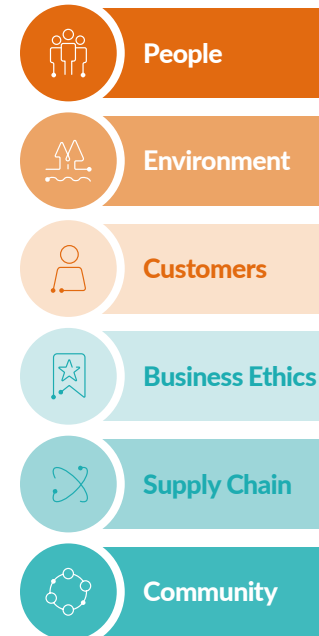 People
Environment
Customers
Business Ethics
Supply Chain
Community